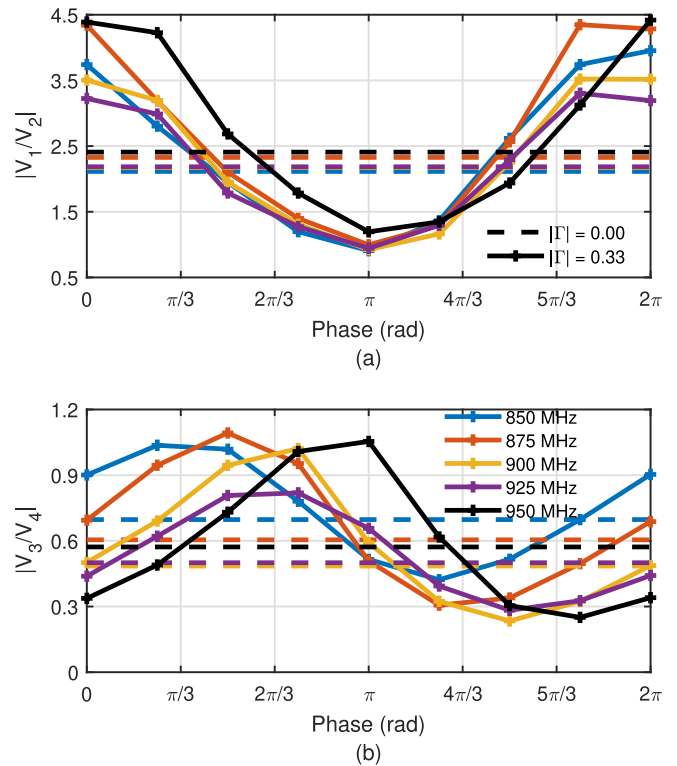 4.5
3.5
2.5
1.5
0.5
|V1/V2|
|Γ| = 0.00
|Γ| = 0.33
0 π/3 2π/3 π 4π/3 5π/3 2π
Phase (rad)
(a)
1.2
0.9
0.6
0.3
0
|V3/V4|
850 MHz
875 MHz
900 MHz
925 MHz
950 MHz
0 π/3 2π/3 π 4π/3 5π/3 2π
Phase (rad)
(b)